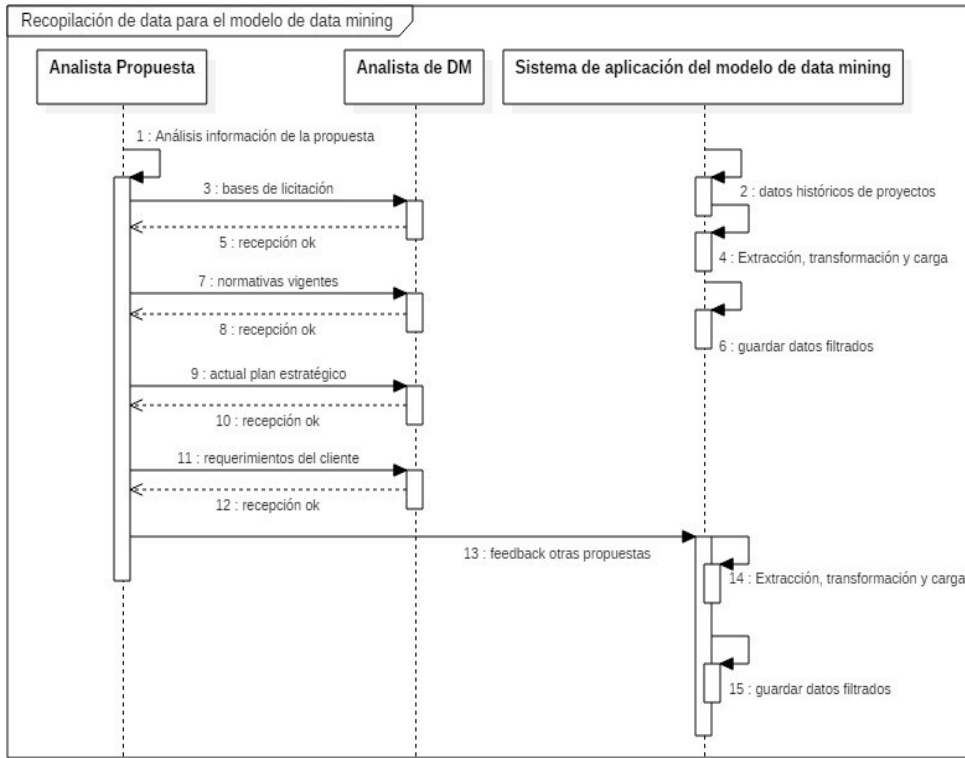 Recopilación de data para el modelo de data mining
Analista Propuesta
Analista de DM
Sistema de aplicación del modelo de data mining
1 : Análisis información de la propuesta
2 : datos históricos de proyectos
3 : bases de licitación
5 : recepción ok
4 : Extracción, transformación y carga
7 : normativas vigentes
8 : recepción ok
6 : guardar datos filtrados
9 : actual plan estratégico
10 : recepción ok
11 : requerimientos del cliente
12 : recepción ok
13 : feedback otras propuestas
14 : Extracción, transformación y carga
15 : guardar datos filtrados